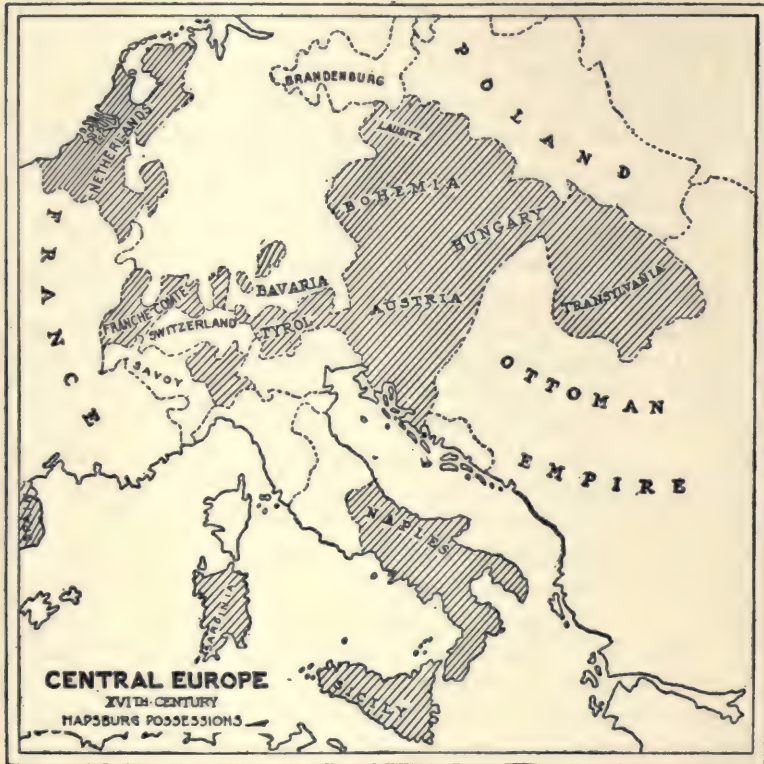 BRANDENBURG
POLAND
LAUSITZ
NETHERLANDS
BOHEMIA
HUNGARY
FRANCE
BAVARIA
TRANSILVANIA
FRANCHE COMTE
AUSTRIA
SWITZERLAND
TYROL
SAVOY
OTTOMAN
EMPIRE
NAPLES
SARDINIA
SICILY
CENTRAL EUROPE
XVITH·CENTURY
HAPSBURG POSSESSIONS